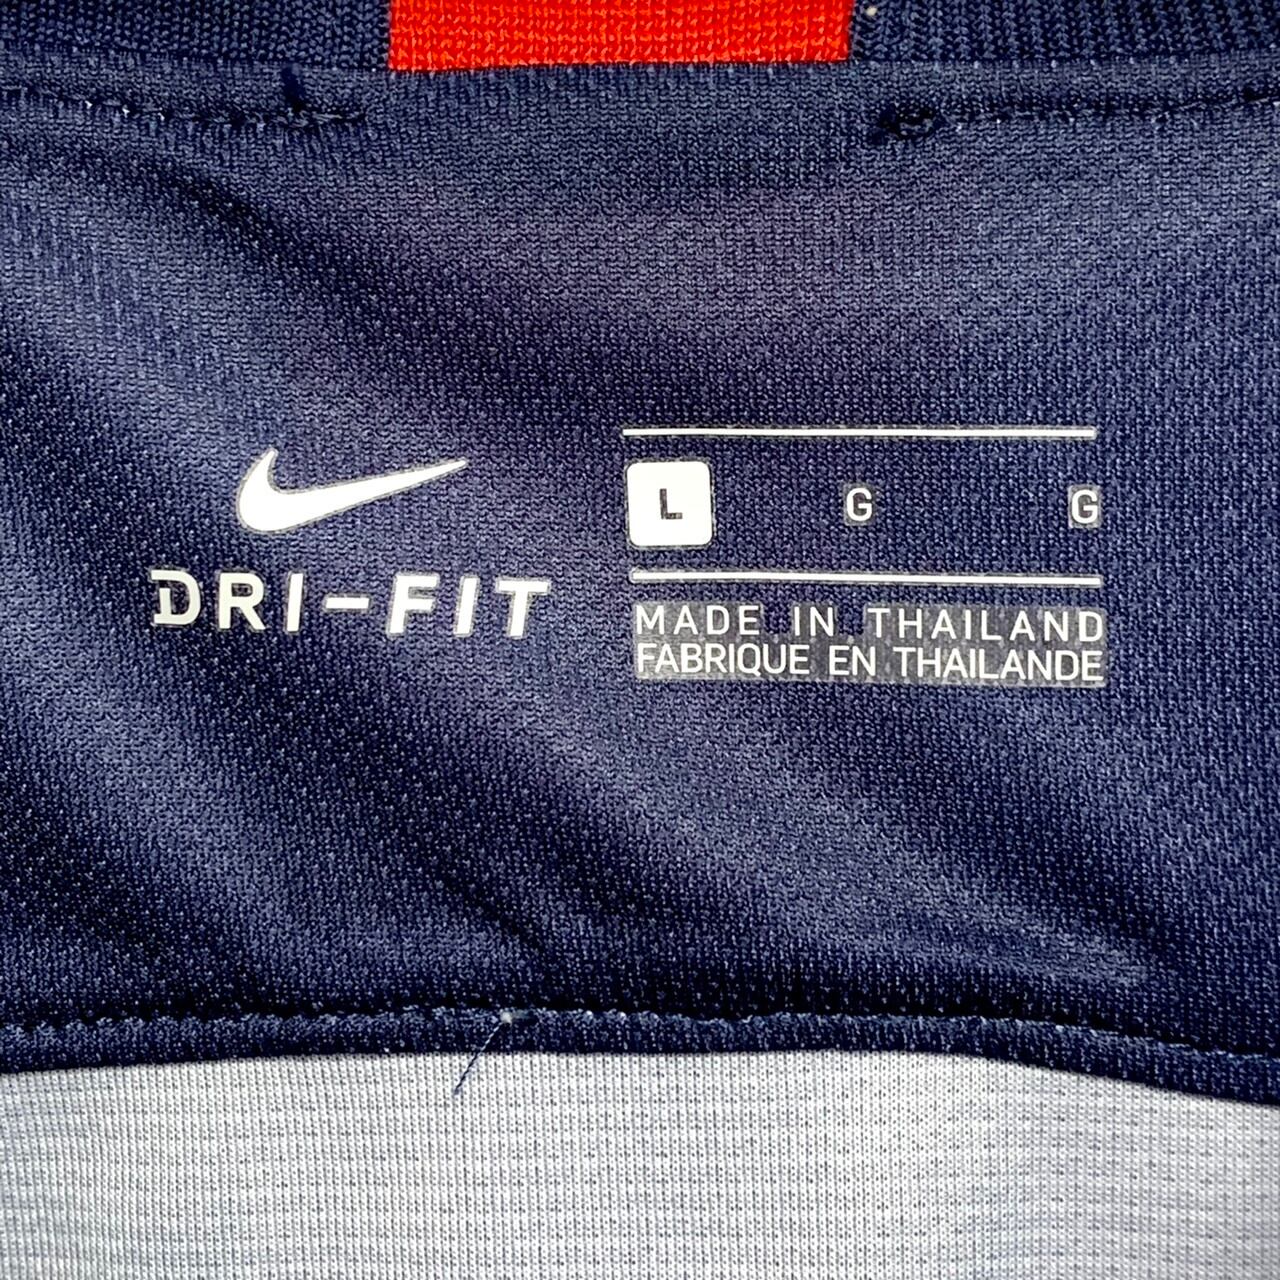 DRI-FIT
L G G
MADE IN THAILAND
FABRIQUE EN THAILANDE